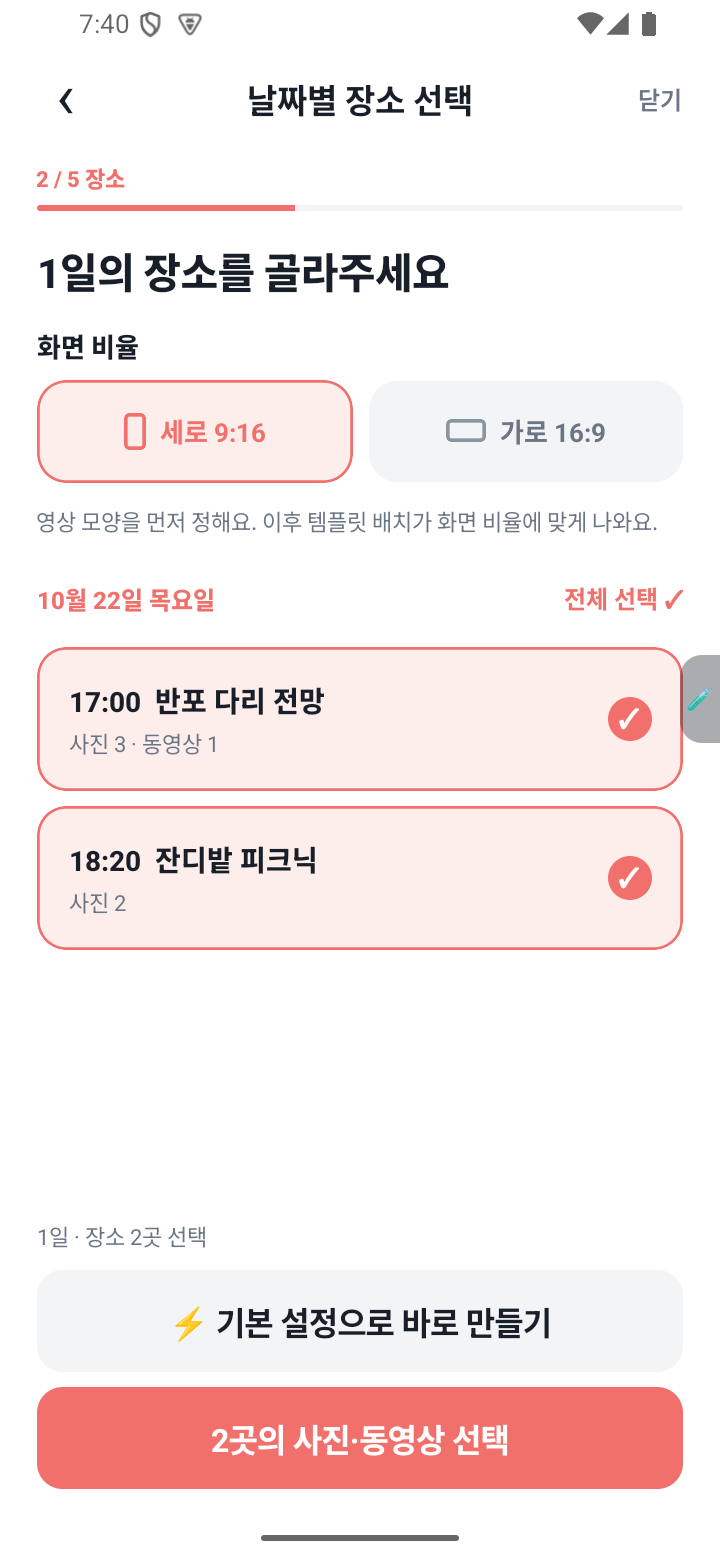 7:40
날짜별 장소 선택
닫기
2 / 5 장소
1일의 장소를 골라주세요
화면 비율
세로 9:16
가로 16:9
영상 모양을 먼저 정해요. 이후 템플릿 배치가 화면 비율에 맞게 나와요.
10월 22일 목요일
전체 선택 ✓
17:00 반포 다리 전망
사진 3 · 동영상 1
18:20 잔디밭 피크닉
사진 2
1일 · 장소 2곳 선택
⚡ 기본 설정으로 바로 만들기
2곳의 사진·동영상 선택